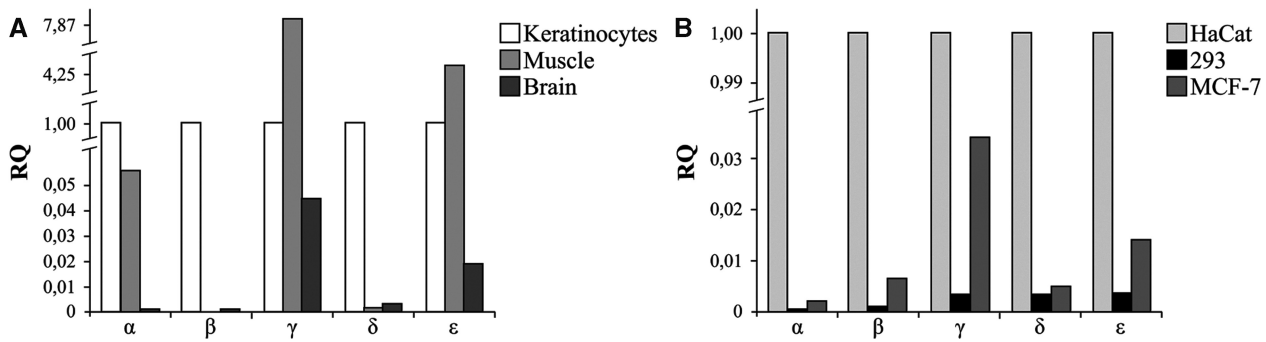 A
RQ
7,87
4,25
1,00
0,05
0,04
0,03
0,02
0,01
0
α β γ δ ε
Keratinocytes
Muscle
Brain
B
RQ
1,00
0,99
0,03
0,02
0,01
0
α β γ δ ε
HaCat
293
MCF-7